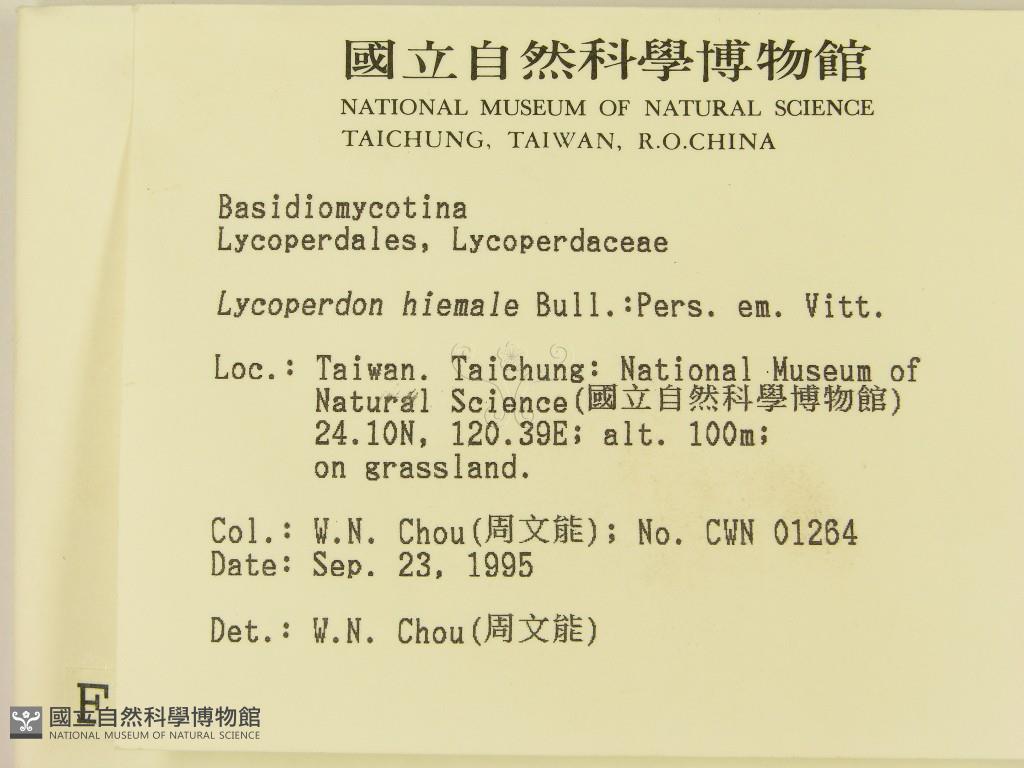 國立自然科學博物館
NATIONAL MUSEUM OF NATURAL SCIENCE
TAICHUNG, TAIWAN, R.O.CHINA
Basidiomycotina
Lycoperdales, Lycoperdaceae
Lycoperdon hiemale Bull.:Pers. em. Vitt.
Loc.: Taiwan. Taichung: National Museum of
Natural Science(國立自然科學博物館)
24.10N, 120.39E; alt. 100m;
on grassland.
Col.: W.N. Chou(周文能); No. CWN 01264
Date: Sep. 23, 1995
Det.: W.N. Chou(周文能)
F
國立自然科學博物館
NATIONAL MUSEUM OF NATURAL SCIENCE